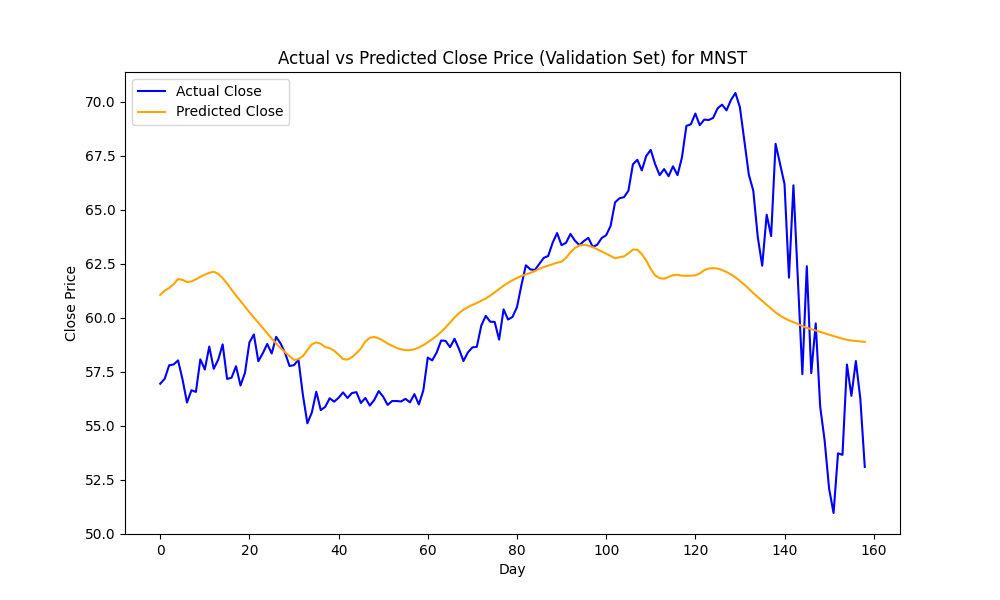 Actual vs Predicted Close Price (Validation Set) for MNST
Actual Close
Predicted Close
Close Price
70.0
67.5
65.0
62.5
60.0
57.5
55.0
52.5
50.0
0 20 40 60 80 100 120 140 160
Day